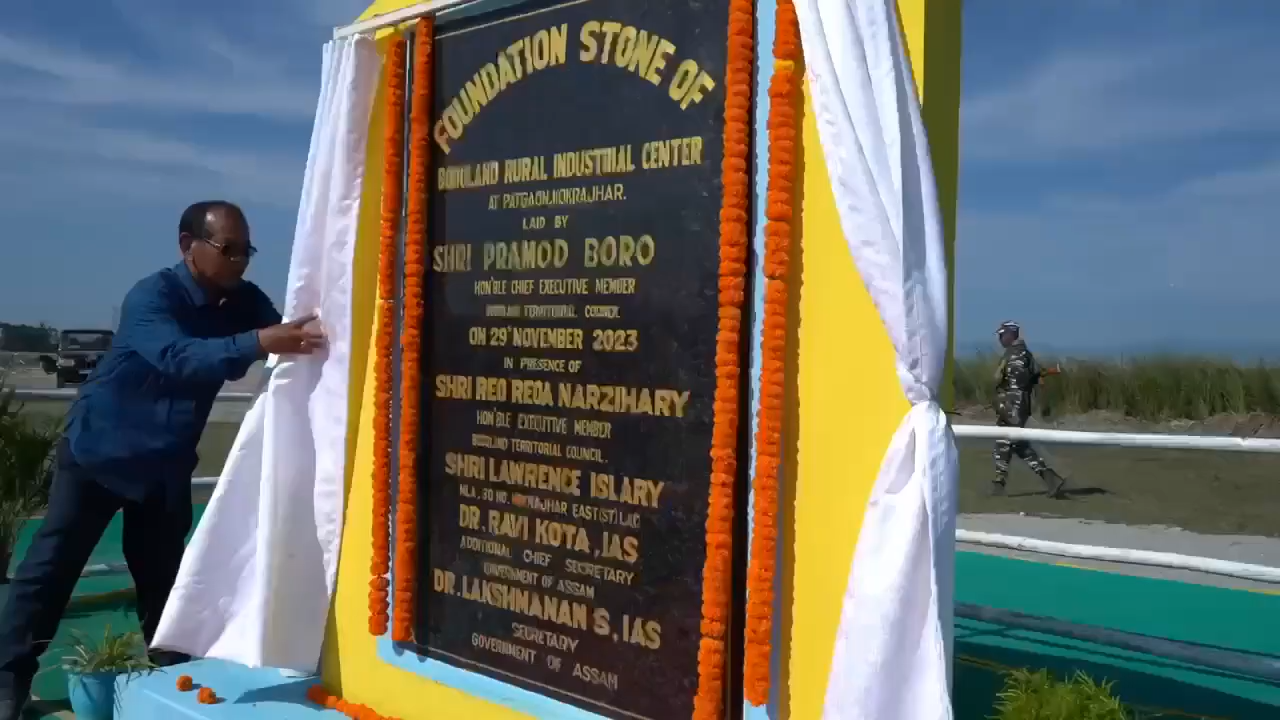 FOUNDATION STONE OF
BODOLAND RURAL INDUSTRIAL CENTER
AT PATGAON, KOKRAJHAR.
LAID BY
SHRI PRAMOD BORO
HON'BLE CHIEF EXECUTIVE MEMBER
BODOLAND TERRITORIAL COUNCIL
ON 29 NOVEMBER 2023
IN PRESENCE OF
SHRI REO REOA NARZIHARY
HON'BLE EXECUTIVE MEMBER
BODOLAND TERRITORIAL COUNCIL.
SHRI LAWRENCE ISLARY
MLA, 30 NO. KOKRAJHAR EAST(ST) LAC
DR. RAVI KOTA, IAS
ADDITIONAL CHIEF SECRETARY
GOVERNMENT OF ASSAM
DR. LAKSHMANAN S, IAS
SECRETARY
GOVERNMENT OF ASSAM